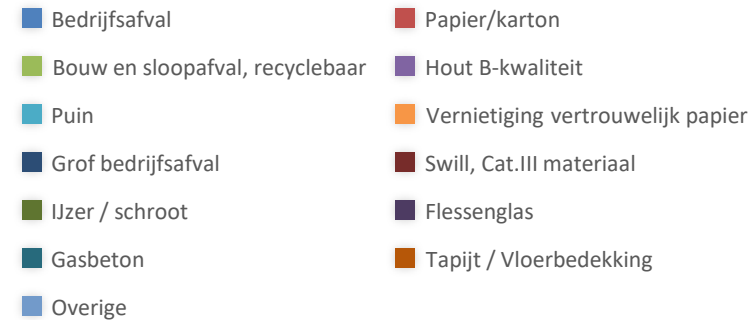 Bedrijfsafval
Papier/karton
Bouw en sloopafval, recyclebaar
Hout B-kwaliteit
Puin
Vernietiging vertrouwelijk papier
Grof bedrijfsafval
Swill, Cat.III materiaal
IJzer / schroot
Flessenglas
Gasbeton
Tapijt / Vloerbedekking
Overige